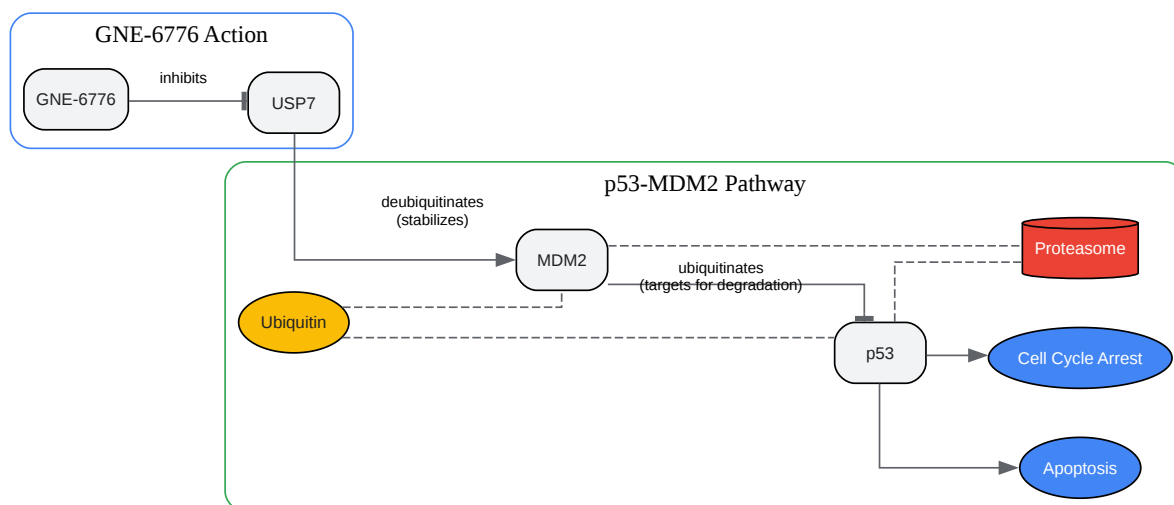 GNE-6776 Action
inhibits
GNE-6776
USP7
p53-MDM2 Pathway
deubiquitinates
(stabilizes)
MDM2
Proteasome
ubiquitinates
(targets for degradation)
Ubiquitin
p53
Cell Cycle Arrest
Apoptosis